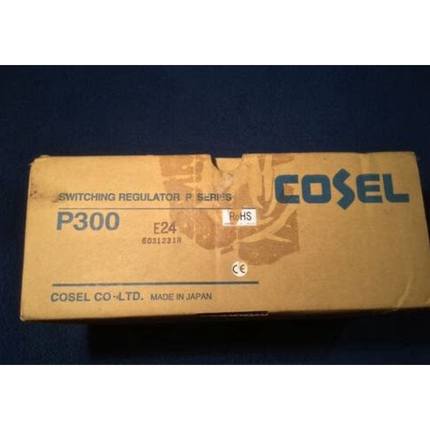 COSEL
SWITCHING REGULATOR P SERIES
P300
E24
RoHS
CE
COSEL CO.,LTD. MADE IN JAPAN